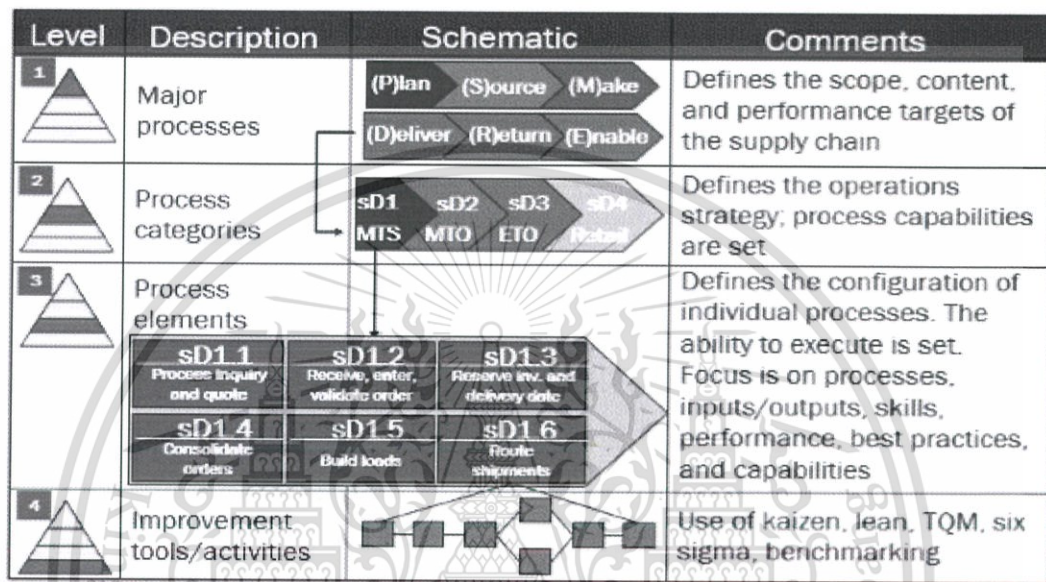 Level Description Schematic Comments
1
Major
processes
(P)lan (S)ource (M)ake
(D)eliver (R)eturn (E)nable
Defines the scope, content,
and performance targets of
the supply chain
2
Process
categories
sD1 sD2 sD3 sD4
MTS MTO ETO Retail
Defines the operations
strategy; process capabilities
are set
3
Process
elements
sD1.1 sD1.2 sD1.3
Process inquiry Receive, enter, Reserve inv. and
and quote validate order delivery date
sD1.4 sD1.5 sD1.6
Consolidate Build loads Route
orders shipments
Defines the configuration of
individual processes. The
ability to execute is set.
Focus is on processes,
inputs/outputs, skills,
performance, best practices,
and capabilities
4
Improvement
tools/activities
Use of kaizen, lean, TQM, six
sigma, benchmarking